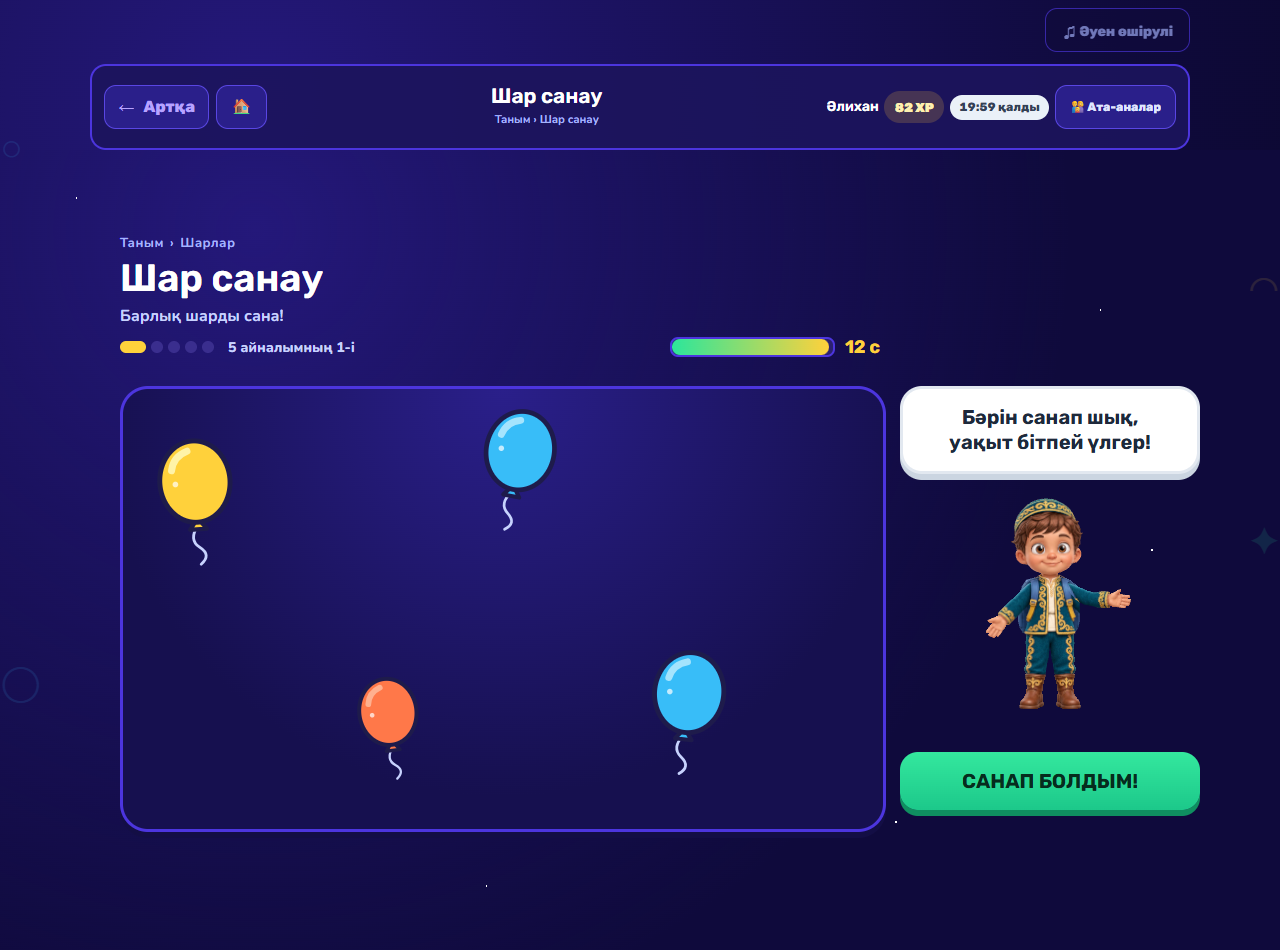 ♫ Әуен өшірулі
← Артқа
Шар санау
Таным › Шар санау
Әлихан
82 XP
19:59 қалды
Ата-аналар
Таным › Шарлар
Шар санау
Барлық шарды сана!
5 айналымның 1-і
12 с
Бәрін санап шық,
уақыт бітпей үлгер!
САНАП БОЛДЫМ!